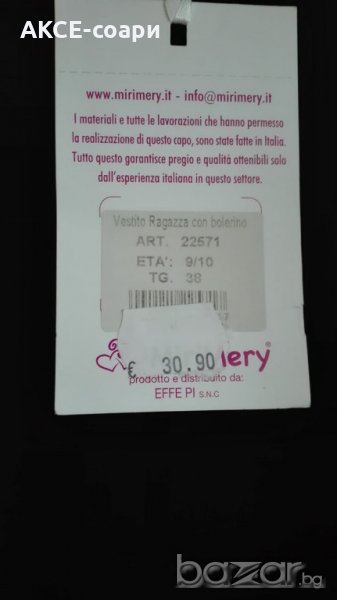 АКСЕ-соари
www.mirimery.it - info@mirimery.it
I materiali e tutte le lavorazioni che hanno permesso
la realizzazione di questo capo, sono state fatte in Italia.
Tutto questo garantisce pregio e qualità ottenibili solo
dall'esperienza italiana in questo settore.
Vestito Ragazza con bolerino
ART. 22571
ETA': 9/10
TG. 38
€ 30.90
prodotto e distribuito da:
EFFE PI S.N.C
bazar.bg